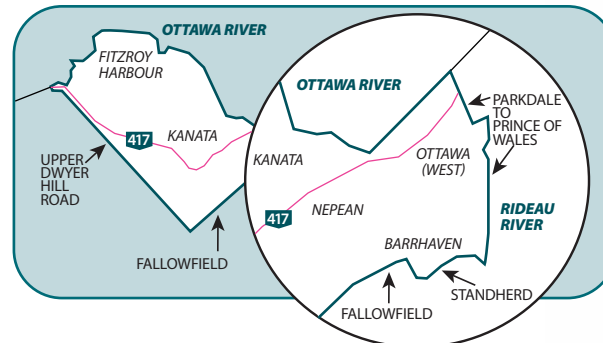 OTTAWA RIVER
FITZROY
HARBOUR
417
KANATA
UPPER
DWYER
HILL
ROAD
FALLOWFIELD
OTTAWA RIVER
PARKDALE
TO
PRINCE OF
WALES
KANATA
OTTAWA
(WEST)
417
NEPEAN
RIDEAU
RIVER
BARRHAVEN
STANDHERD
FALLOWFIELD